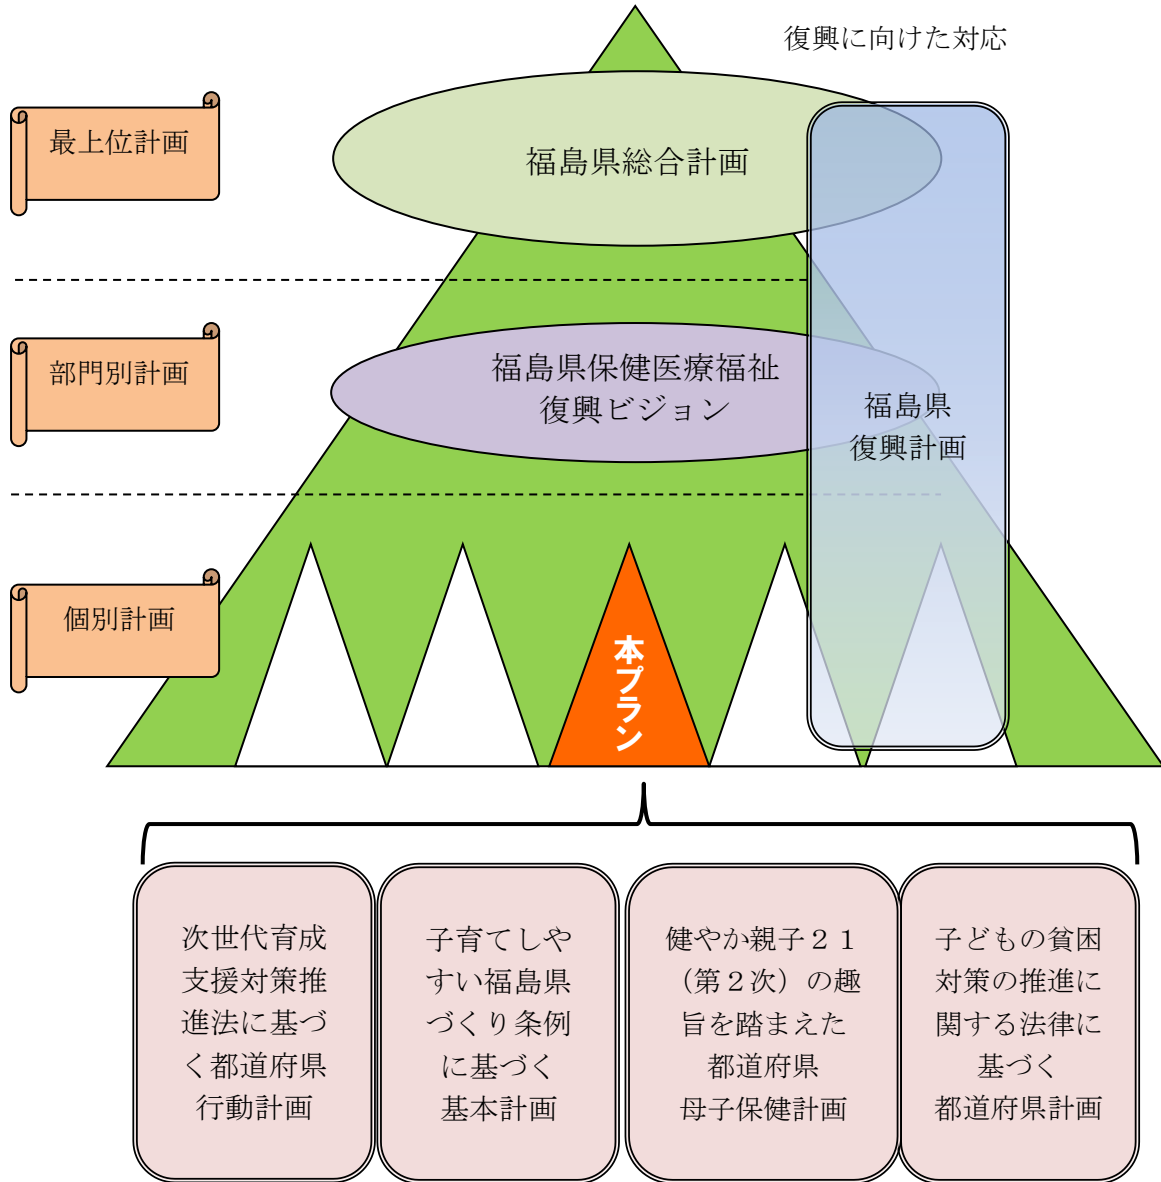 復興に向けた対応
最上位計画
福島県総合計画
部門別計画
福島県保健医療福祉
復興ビジョン
福島県
復興計画
個別計画
本プラン
次世代育成
支援対策推
進法に基づ
く都道府県
行動計画
子育てしや
すい福島県
づくり条例
に基づく
基本計画
健やか親子２１
（第２次）の趣
旨を踏まえた
都道府県
母子保健計画
子どもの貧困
対策の推進に
関する法律に
基づく
都道府県計画